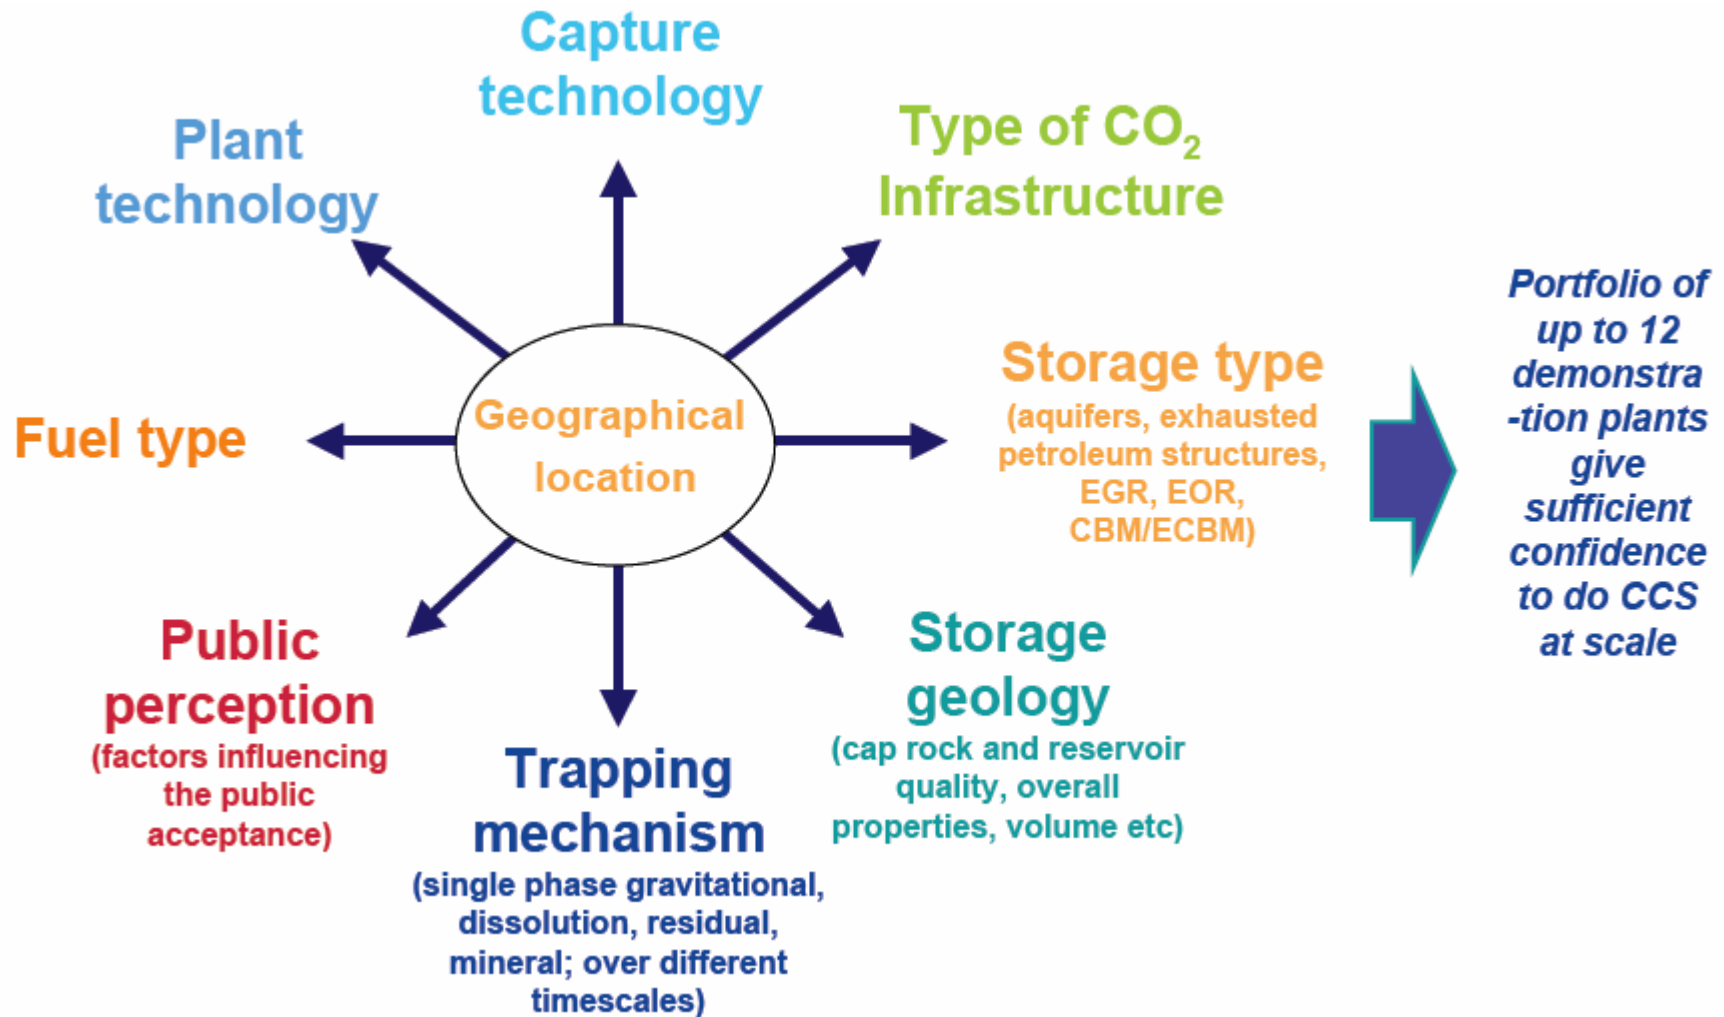 Capture
technology
Plant
technology
Type of CO₂
Infrastructure
Fuel type
Geographical
location
Storage type
(aquifers, exhausted
petroleum structures,
EGR, EOR,
CBM/ECBM)
Public
perception
(factors influencing
the public
acceptance)
Trapping
mechanism
(single phase gravitational,
dissolution, residual,
mineral; over different
timescales)
Storage
geology
(cap rock and reservoir
quality, overall
properties, volume etc)
Portfolio of
up to 12
demonstra
-tion plants
give
sufficient
confidence
to do CCS
at scale